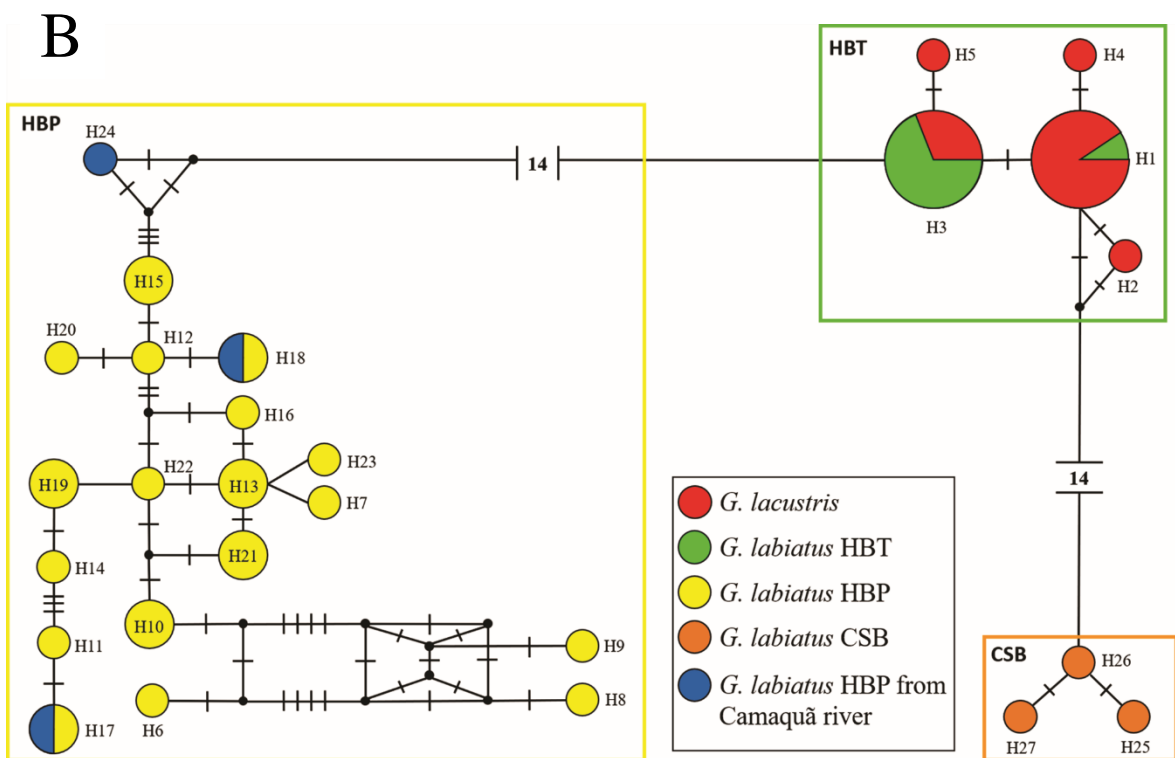 B
HBP
HBT
H24
H5
H4
14
H1
H3
H2
H15
H20
H12
H18
H16
H19
H22
H13
H23
H7
H14
H21
H10
H11
H9
H17
H6
H8
14
G. lacustris
G. labiatus HBT
G. labiatus HBP
G. labiatus CSB
G. labiatus HBP from
Camaquã river
CSB
H26
H27
H25